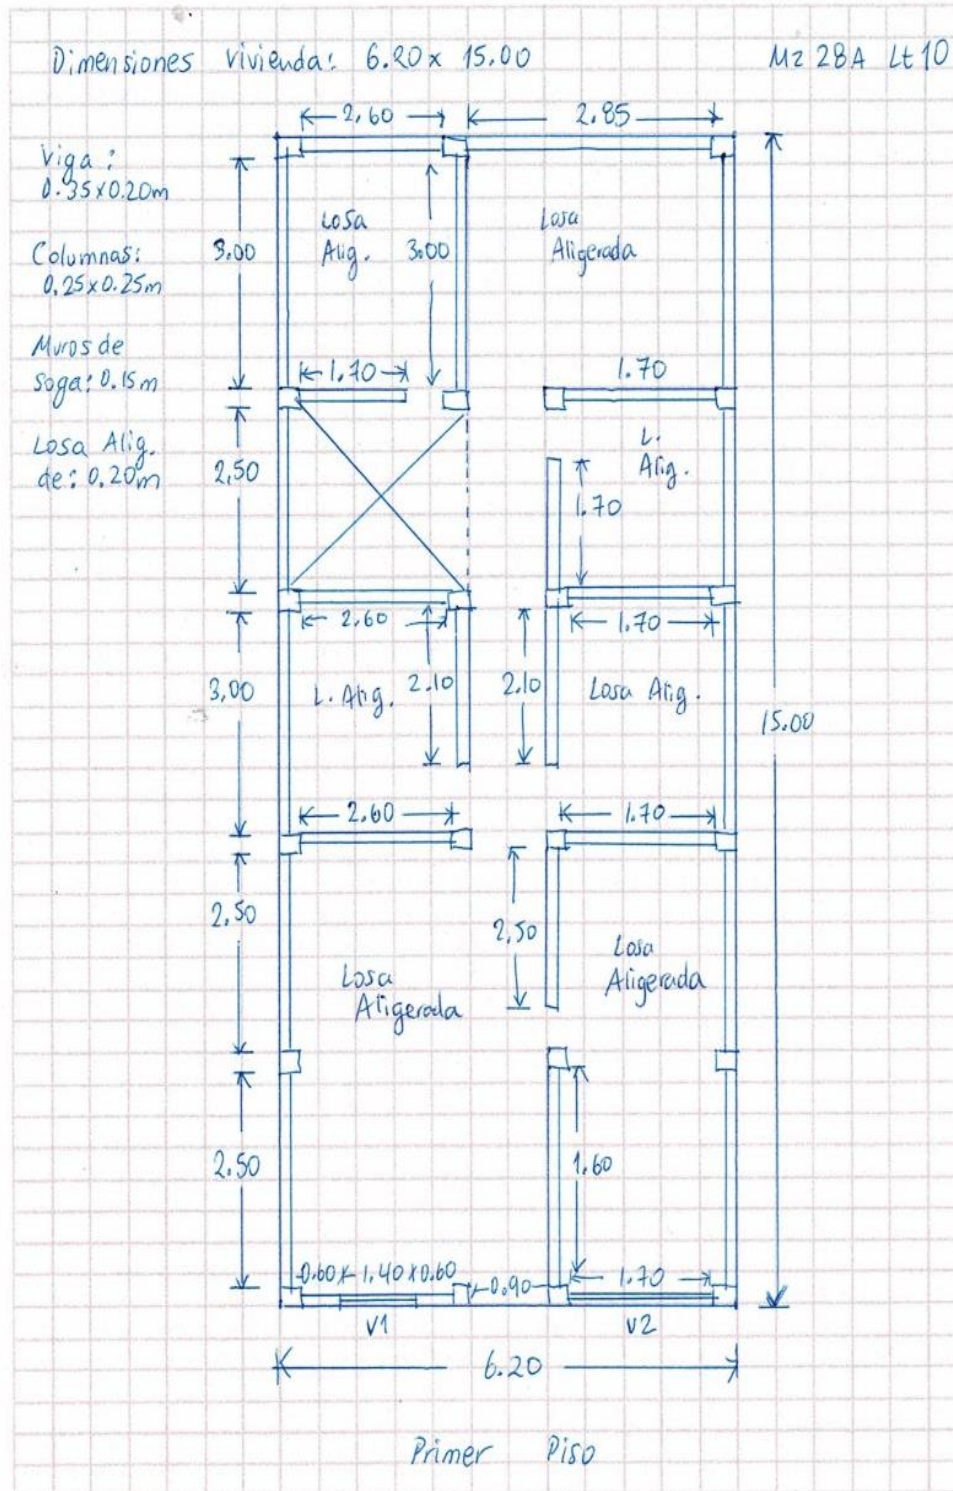 Dimensiones vivienda: 6.20 x 15.00
Mz 28A Lt 10
2.60
2.85
Viga:
0.35x0.20m
Columnas:
0.25x0.25m
Muros de
soga: 0.15m
Losa Alig.
de: 0.20m
3.00
Losa
Alig.
3.00
Losa
Aligerada
1.70
1.70
2.50
L.
Alig.
1.70
2.60
1.70
3.00
L. Alig.
2.10
2.10
Losa Alig.
15.00
2.60
1.70
2.50
2.50
Losa
Aligerada
Losa
Aligerada
2.50
1.60
0.60 x 1.40 x 0.60
0.90
1.70
V1
V2
6.20
Primer Piso